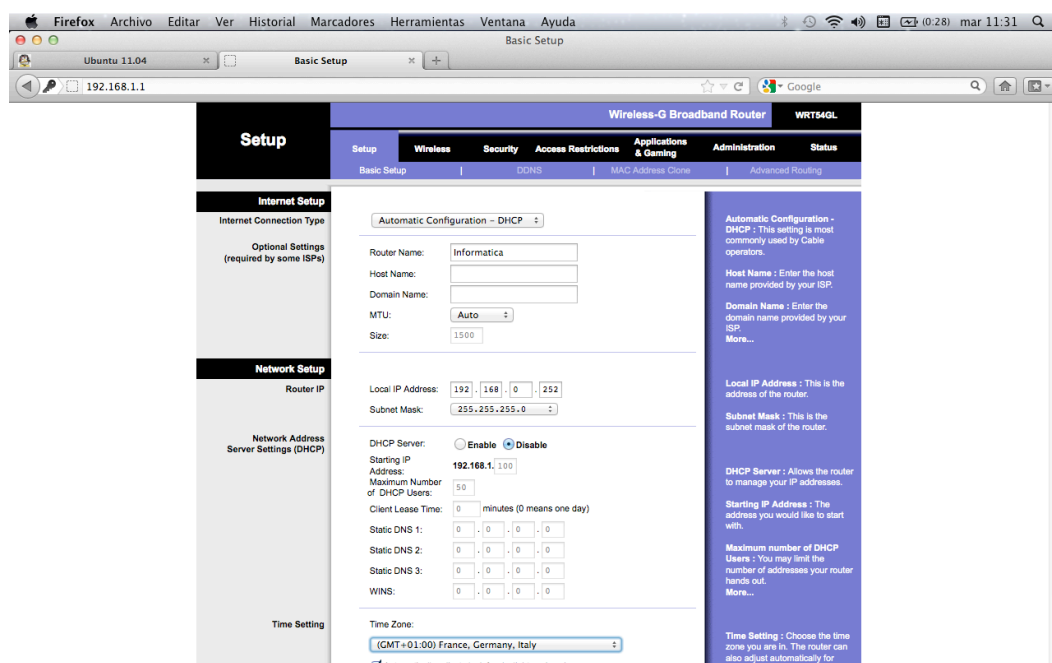 Firefox Archivo Editar Ver Historial Marcadores Herramientas Ventana Ayuda (0:28) mar 11:31
Basic Setup
Ubuntu 11.04 × Basic Setup × +
192.168.1.1 Google
Wireless-G Broadband Router WRT54GL
Setup
Setup Wireless Security Access Restrictions Applications & Gaming Administration Status
Basic Setup | DDNS | MAC Address Clone | Advanced Routing
Internet Setup
Internet Connection Type Automatic Configuration - DHCP
Optional Settings
(required by some ISPs)
Router Name: Informatica
Host Name:
Domain Name:
MTU: Auto
Size: 1500
Automatic Configuration -
DHCP : This setting is most
commonly used by Cable
operators.
Host Name : Enter the host
name provided by your ISP.
Domain Name : Enter the
domain name provided by your
ISP.
More...
Network Setup
Router IP
Local IP Address: 192 . 168 . 0 . 252
Subnet Mask: 255.255.255.0
Local IP Address : This is the
address of the router.
Subnet Mask : This is the
subnet mask of the router.
Network Address
Server Settings (DHCP)
DHCP Server: Enable Disable
Starting IP
Address: 192.168.1. 100
Maximum Number
of DHCP Users: 50
Client Lease Time: 0 minutes (0 means one day)
Static DNS 1: 0 . 0 . 0 . 0
Static DNS 2: 0 . 0 . 0 . 0
Static DNS 3: 0 . 0 . 0 . 0
WINS: 0 . 0 . 0 . 0
DHCP Server : Allows the router
to manage your IP addresses.
Starting IP Address : The
address you would like to start
with.
Maximum number of DHCP
Users : You may limit the
number of addresses your router
hands out.
More...
Time Setting
Time Zone:
(GMT+01:00) France, Germany, Italy
Time Setting : Choose the time
zone you are in. The router can
also adjust automatically for